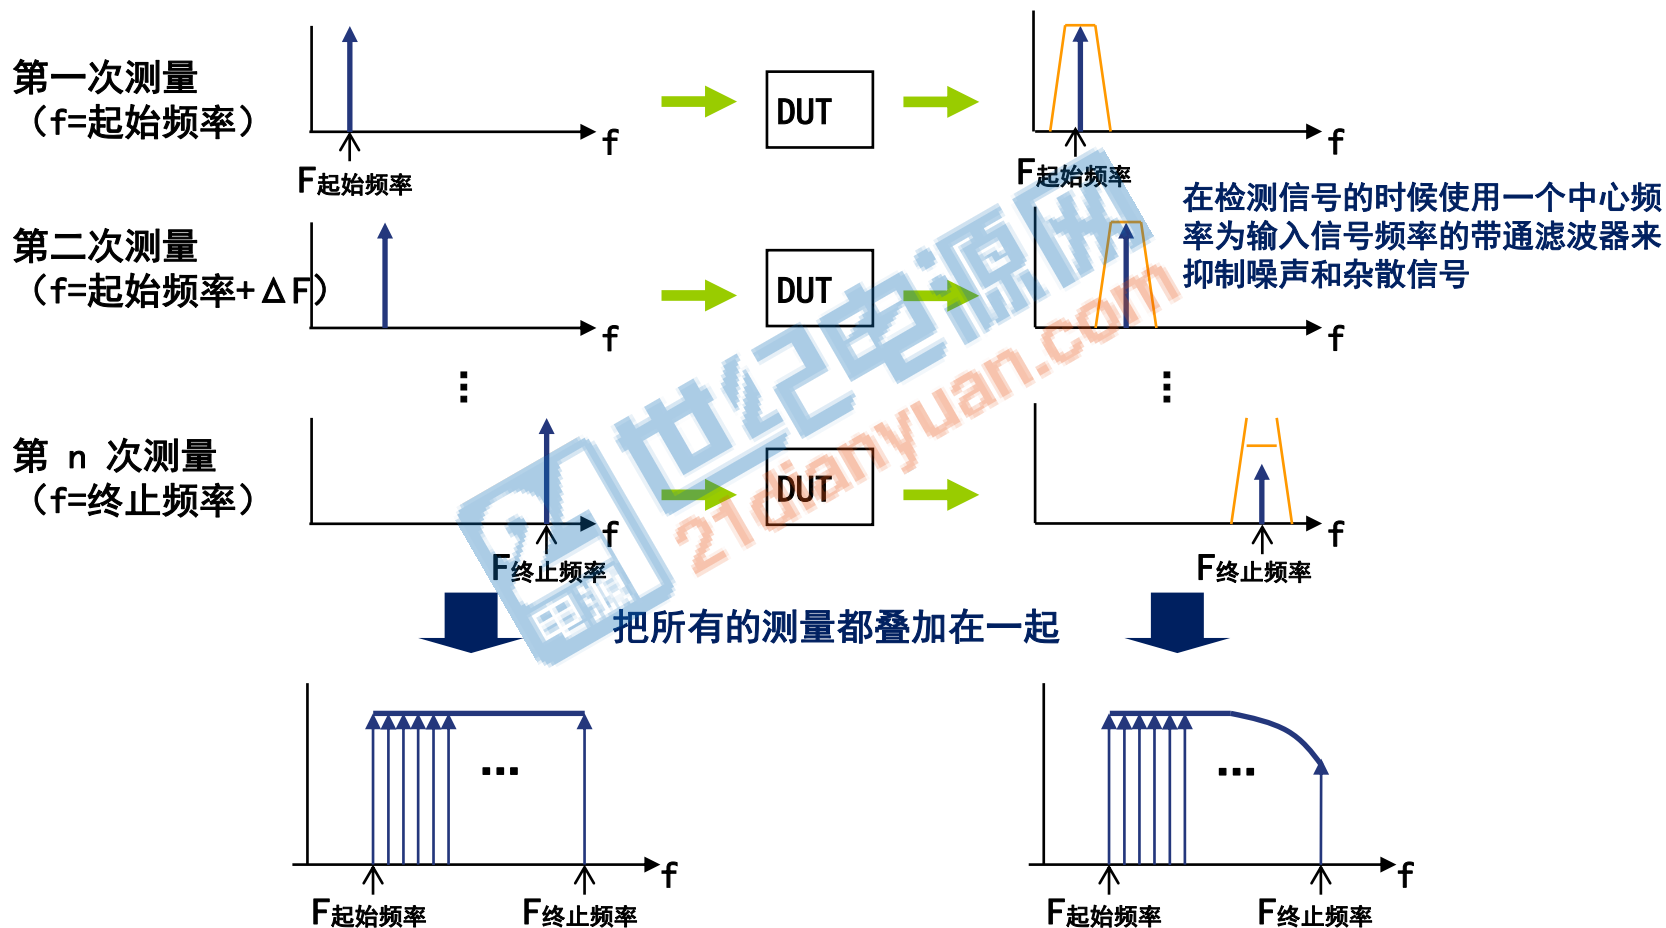 第一次测量
（f=起始频率）
f
F起始频率
DUT
f
F起始频率
在检测信号的时候使用一个中心频
率为输入信号频率的带通滤波器来
抑制噪声和杂散信号
第二次测量
（f=起始频率+ΔF）
f
DUT
f
⋮
⋮
第 n 次测量
（f=终止频率）
f
F终止频率
DUT
f
F终止频率
世纪电源网
21dianyuan.com
电源
把所有的测量都叠加在一起
...
f
F起始频率
F终止频率
...
f
F起始频率
F终止频率